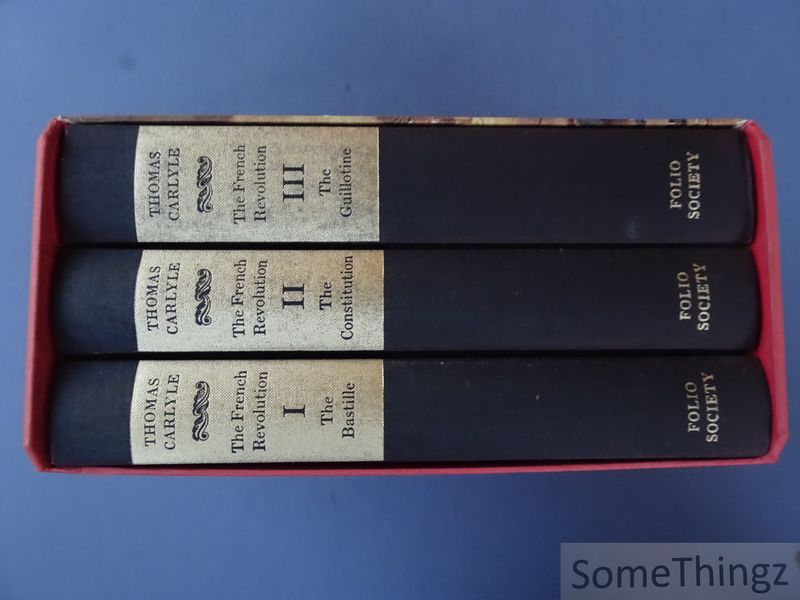 THOMAS
CARLYLE
The French
Revolution
III
The
Guillotine
FOLIO
SOCIETY
THOMAS
CARLYLE
The French
Revolution
II
The
Constitution
FOLIO
SOCIETY
THOMAS
CARLYLE
The French
Revolution
I
The
Bastille
FOLIO
SOCIETY
SomeThingz